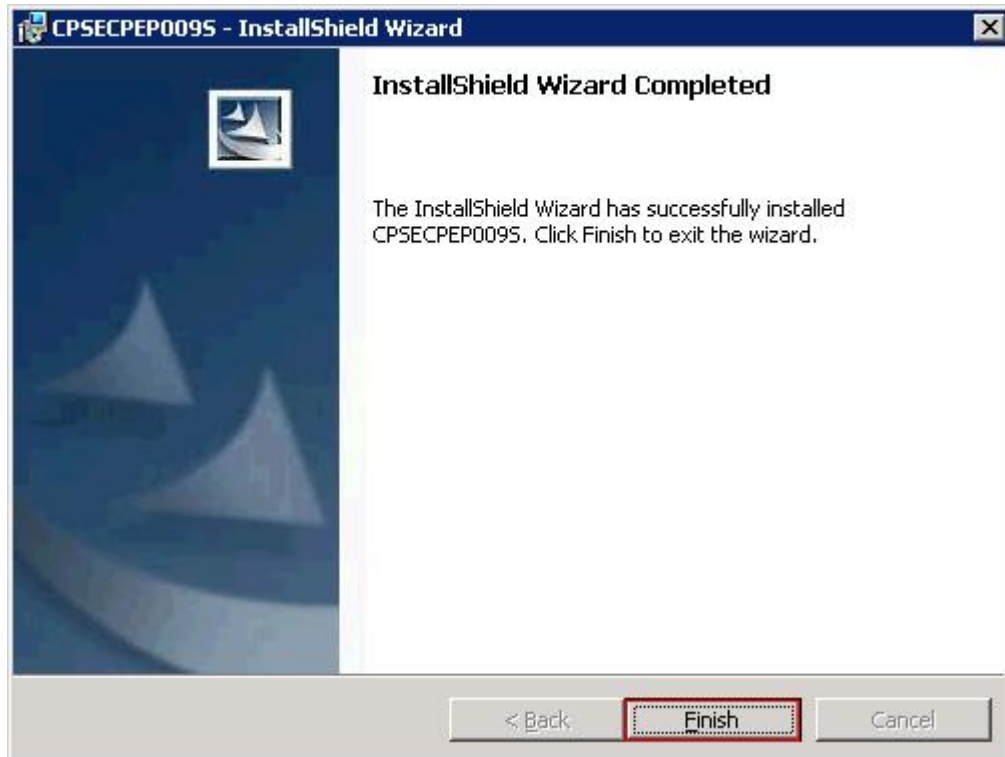 CPSECPEP009S - InstallShield Wizard
InstallShield Wizard Completed
The InstallShield Wizard has successfully installed
CPSECPEP009S. Click Finish to exit the wizard.
< Back
Finish
Cancel